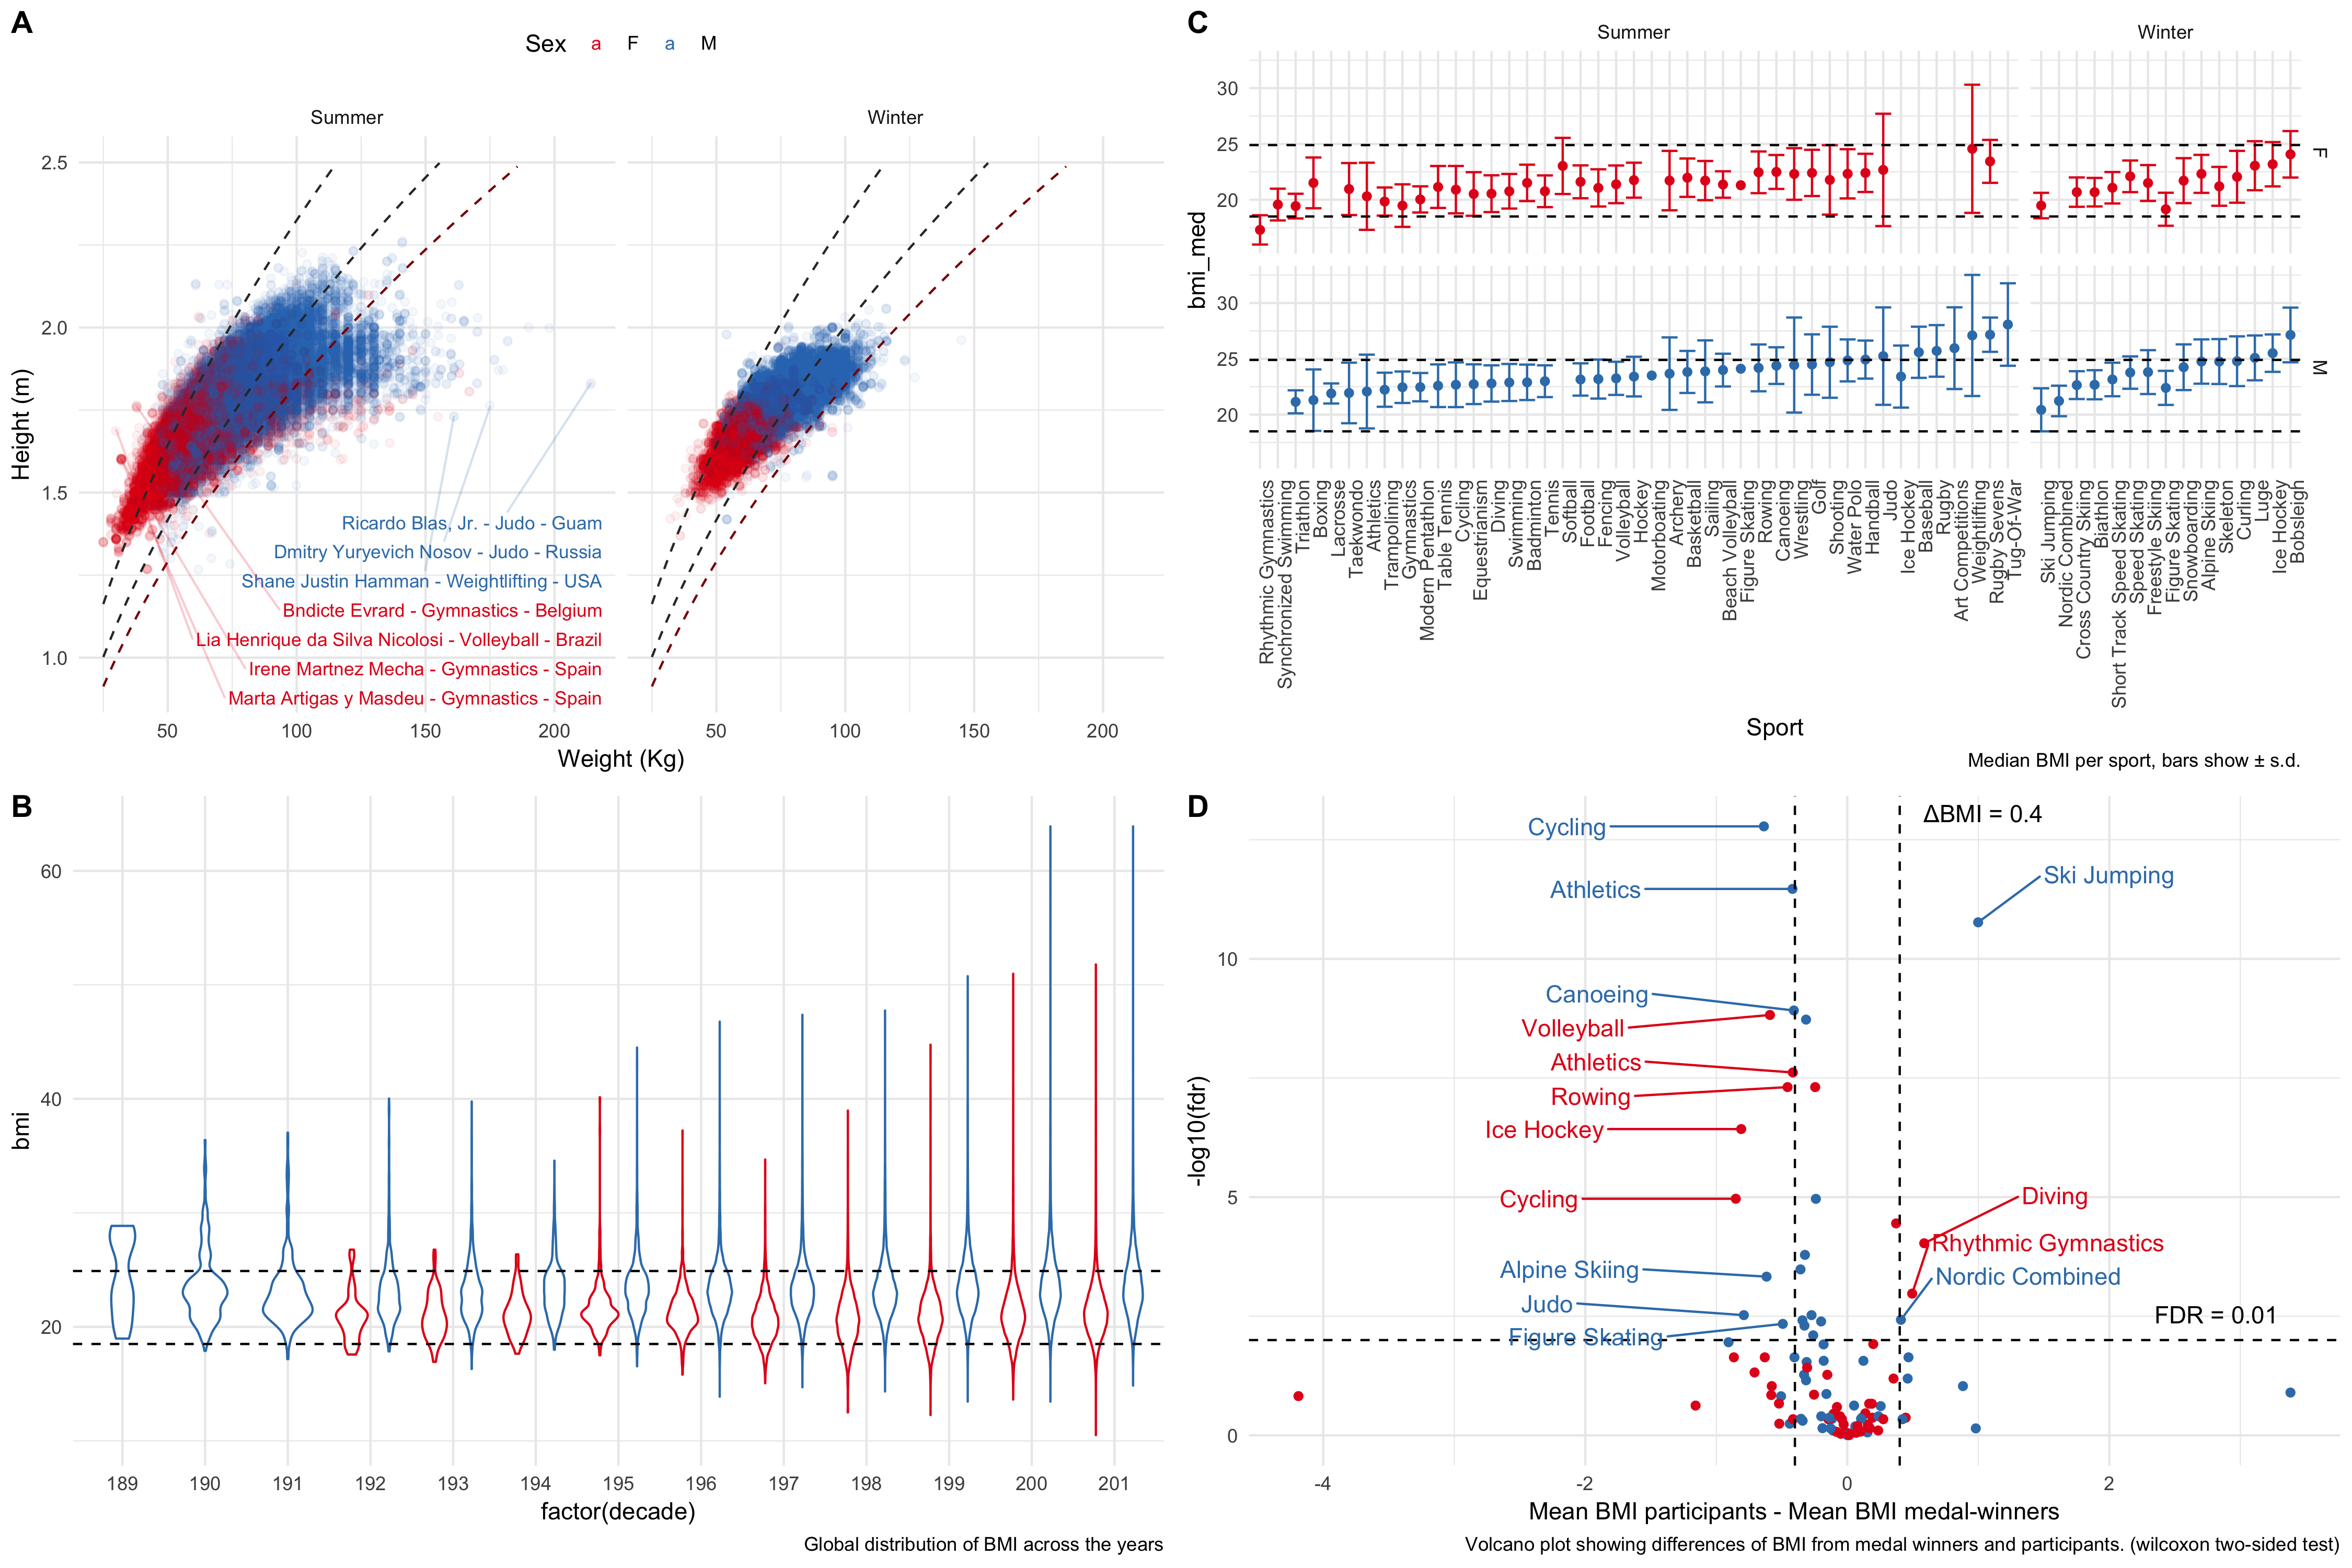 A
Sex a F a M
Summer
Winter
Height (m)
2.5
2.0
1.5
1.0
Ricardo Blas, Jr. - Judo - Guam
Dmitry Yuryevich Nosov - Judo - Russia
Shane Justin Hamman - Weightlifting - USA
Bndicte Evrard - Gymnastics - Belgium
Lia Henrique da Silva Nicolosi - Volleyball - Brazil
Irene Martnez Mecha - Gymnastics - Spain
Marta Artigas y Masdeu - Gymnastics - Spain
50 100 150 200
50 100 150 200
Weight (Kg)
C
Summer
Winter
bmi_med
30
25
20
F
30
25
20
M
Rhythmic Gymnastics
Synchronized Swimming
Triathlon
Boxing
Lacrosse
Taekwondo
Athletics
Trampolining
Gymnastics
Modern Pentathlon
Table Tennis
Cycling
Equestrianism
Diving
Swimming
Badminton
Tennis
Softball
Football
Fencing
Volleyball
Hockey
Motorboating
Archery
Basketball
Sailing
Beach Volleyball
Figure Skating
Rowing
Canoeing
Wrestling
Golf
Shooting
Water Polo
Handball
Judo
Ice Hockey
Baseball
Rugby
Art Competitions
Weightlifting
Rugby Sevens
Tug-Of-War
Ski Jumping
Nordic Combined
Cross Country Skiing
Biathlon
Short Track Speed Skating
Speed Skating
Freestyle Skiing
Figure Skating
Snowboarding
Alpine Skiing
Skeleton
Curling
Luge
Ice Hockey
Bobsleigh
Sport
Median BMI per sport, bars show ± s.d.
B
bmi
60
40
20
189 190 191 192 193 194 195 196 197 198 199 200 201
factor(decade)
Global distribution of BMI across the years
D
-log10(fdr)
10
5
0
ΔBMI = 0.4
Cycling
Ski Jumping
Athletics
Canoeing
Volleyball
Athletics
Rowing
Ice Hockey
Cycling
Diving
Rhythmic Gymnastics
Alpine Skiing
Nordic Combined
Judo
FDR = 0.01
Figure Skating
-4 -2 0 2
Mean BMI participants - Mean BMI medal-winners
Volcano plot showing differences of BMI from medal winners and participants. (wilcoxon two-sided test)